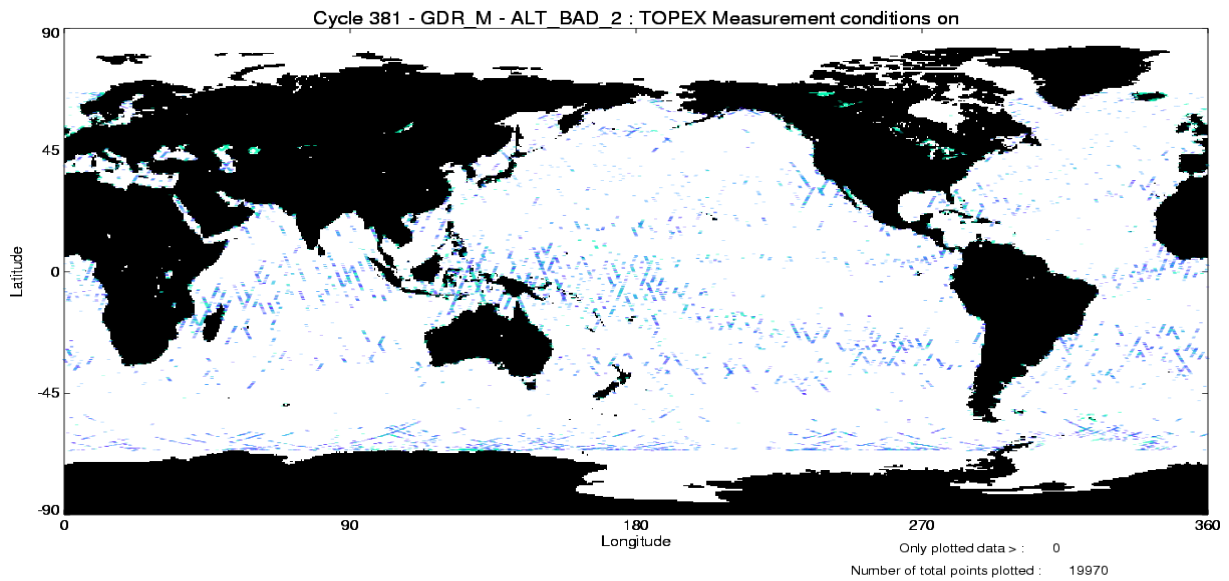 Cycle 381 - GDR_M - ALT_BAD_2 : TOPEX Measurement conditions on
90
45
0
-45
-90
Latitude
0 90 180 270 360
Longitude
Only plotted data > : 0
Number of total points plotted : 19970